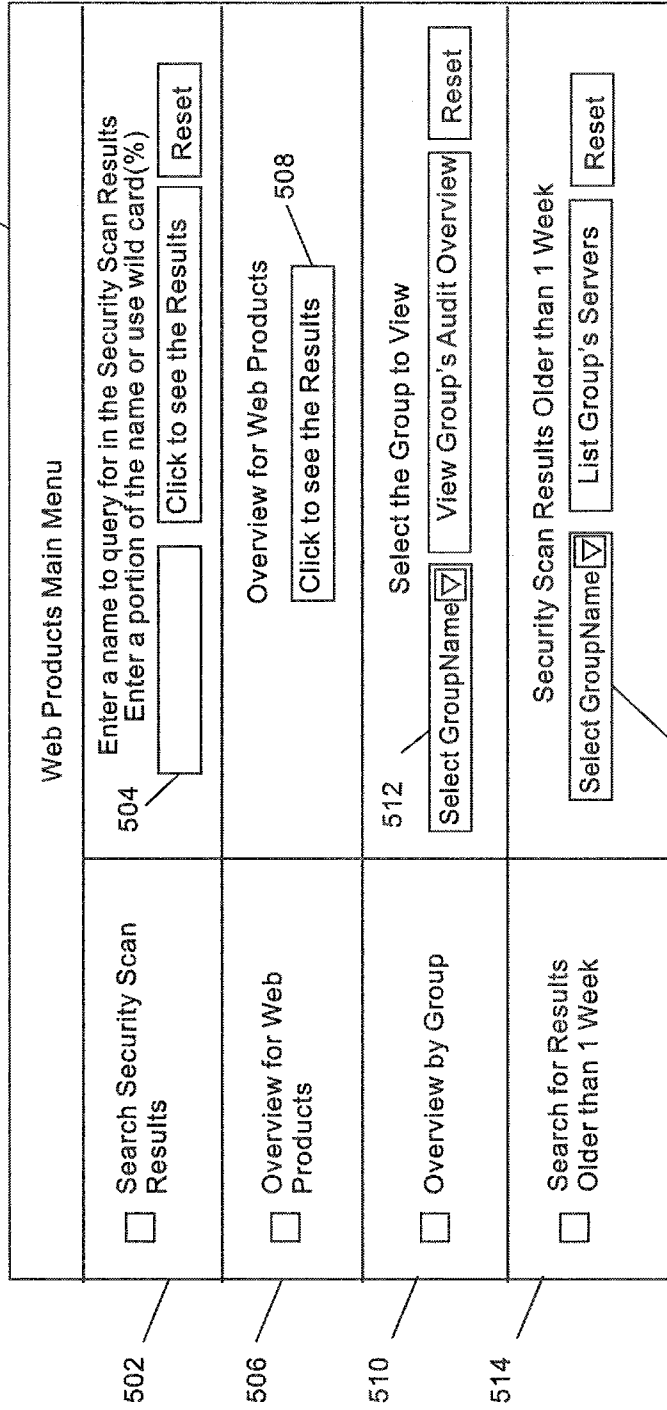 Web Products Main Menu
502
Search Security Scan
Results
Enter a name to query for in the Security Scan Results
Enter a portion of the name or use wild card(%)
504
Click to see the Results
Reset
506
Overview for Web
Products
Overview for Web Products
508
Click to see the Results
510
Overview by Group
Select the Group to View
512
Select GroupName
View Group's Audit Overview
Reset
514
Search for Results
Older than 1 Week
Security Scan Results Older than 1 Week
Select GroupName
List Group's Servers
Reset